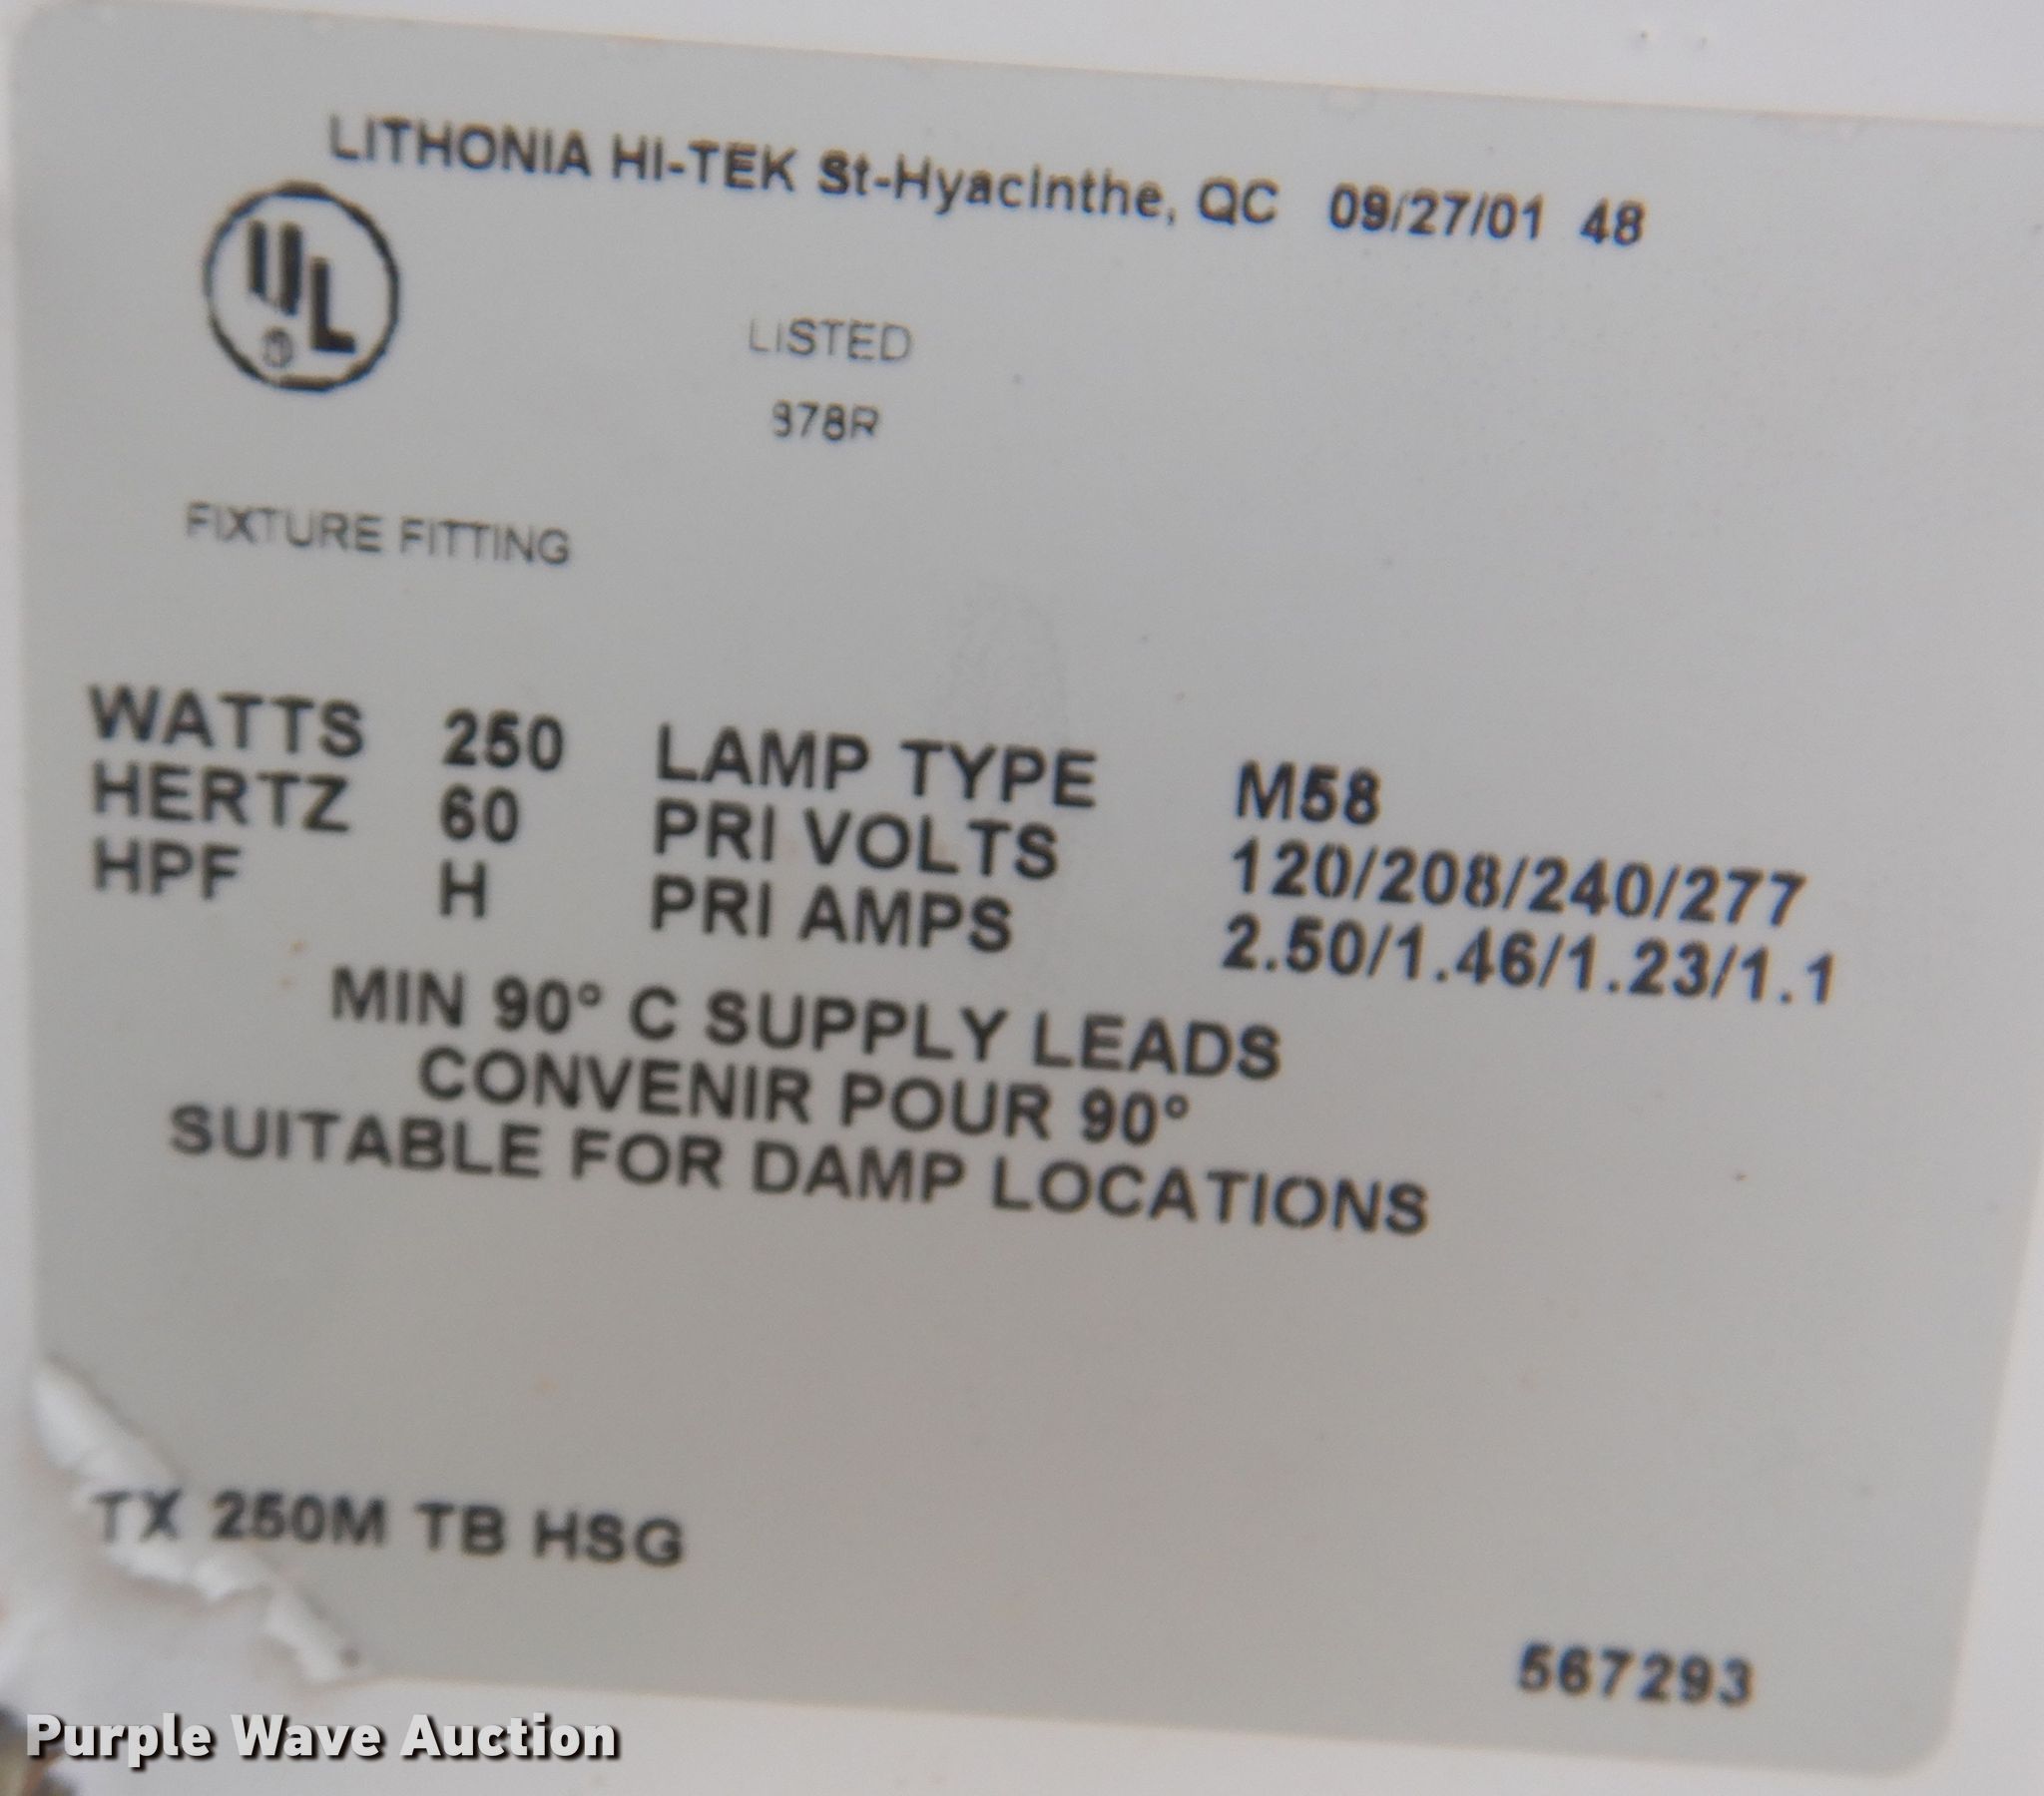 LITHONIA HI-TEK St-Hyacinthe, QC 09/27/01 48
UL
®
LISTED
978R
FIXTURE FITTING
WATTS 250 LAMP TYPE M58
HERTZ 60 PRI VOLTS 120/208/240/277
HPF H PRI AMPS 2.50/1.46/1.23/1.1
MIN 90° C SUPPLY LEADS
CONVENIR POUR 90°
SUITABLE FOR DAMP LOCATIONS
TX 250M TB HSG
567293
Purple Wave Auction